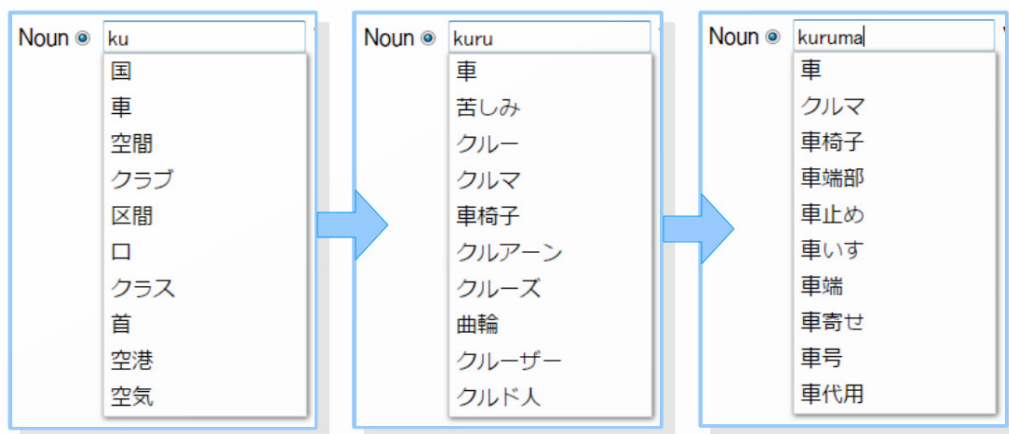 Noun ku
国
車
空間
クラブ
区間
口
クラス
首
空港
空気
Noun kuru
車
苦しみ
クルー
クルマ
車椅子
クルアーン
クルーズ
曲輪
クルーザー
クルド人
Noun kuruma
車
クルマ
車椅子
車端部
車止め
車いす
車端
車寄せ
車号
車代用